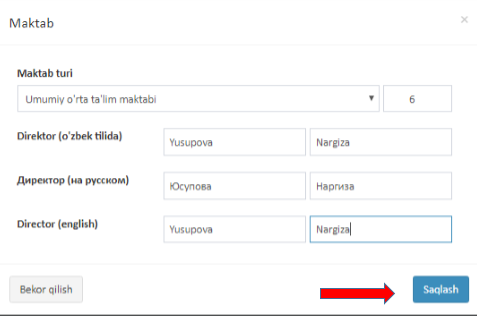 Maktab ×
Maktab turi
Umumiy o'rta ta'lim maktabi 6
Direktor (o'zbek tilida) Yusupova Nargiza
Директор (на русском) Юсупова Наргиза
Director (english) Yusupova Nargiza
Bekor qilish Saqlash